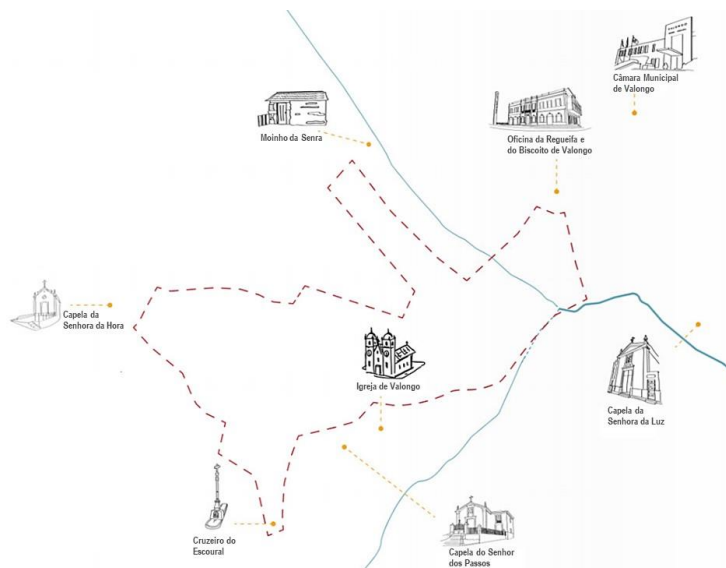 VALONGO
Câmara Municipal
de Valongo
Moinho da Senra
Oficina da Regueifa e
do Biscoito de Valongo
Capela da
Senhora da Hora
Igreja de Valongo
Capela da
Senhora da Luz
Cruzeiro do
Escoural
Capela do Senhor
dos Passos